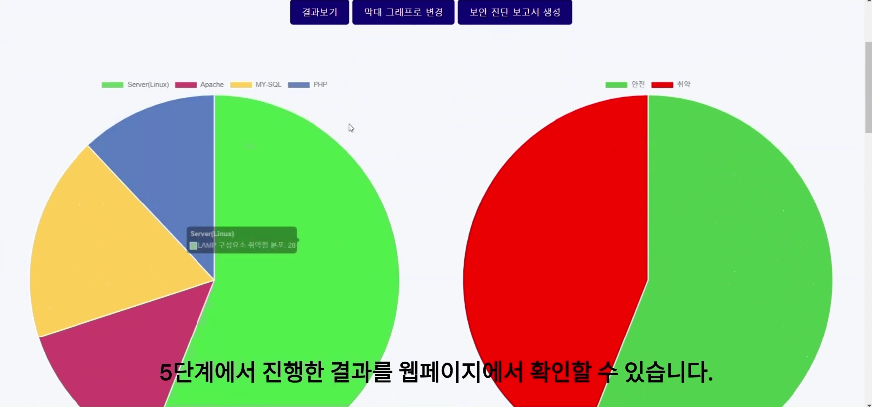 결과보기 막대 그래프로 변경 보안 진단 보고서 생성
Server(Linux) Apache MY-SQL PHP
안전 취약
Server(Linux)
LAMP 구성요소 취약점 분포: 28
5단계에서 진행한 결과를 웹페이지에서 확인할 수 있습니다.